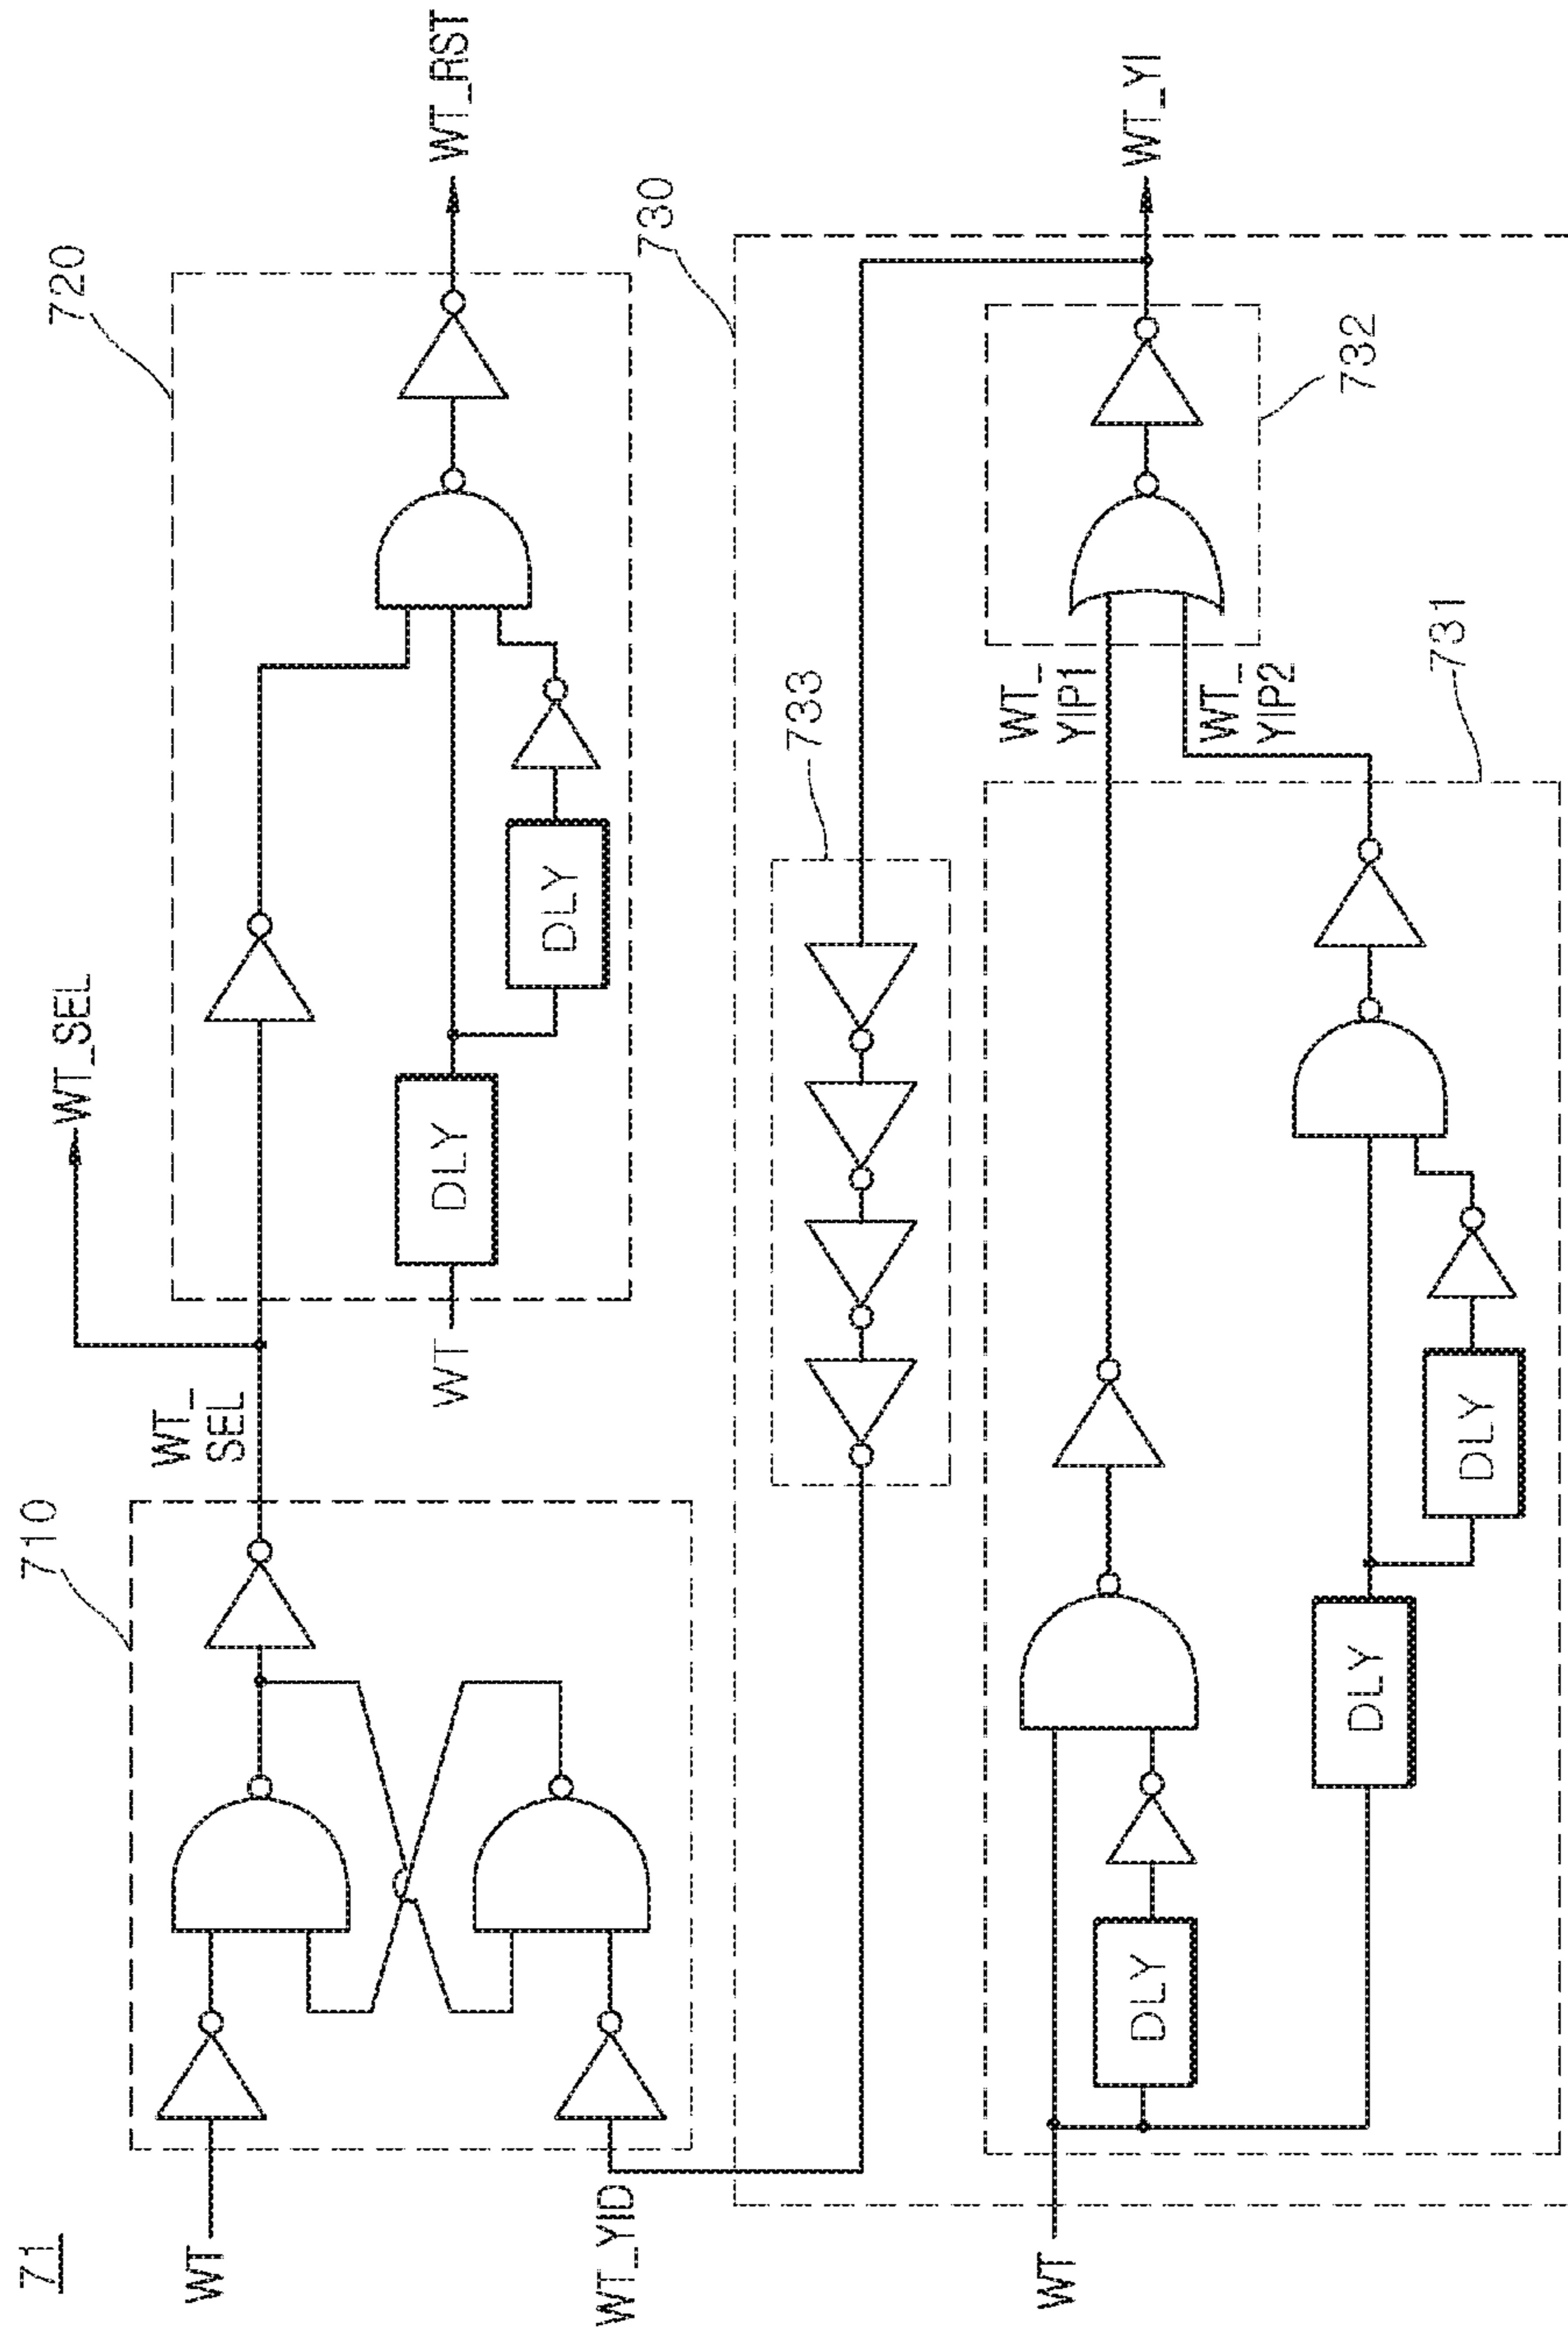 71
710
WT
WT_YID
WT_
SEL
WT_SEL
720
WT
DLY
DLY
WT_RST
730
733
WT
731
DLY
DLY
DLY
WT_
YIP1
WT_
YIP2
732
WT_YI